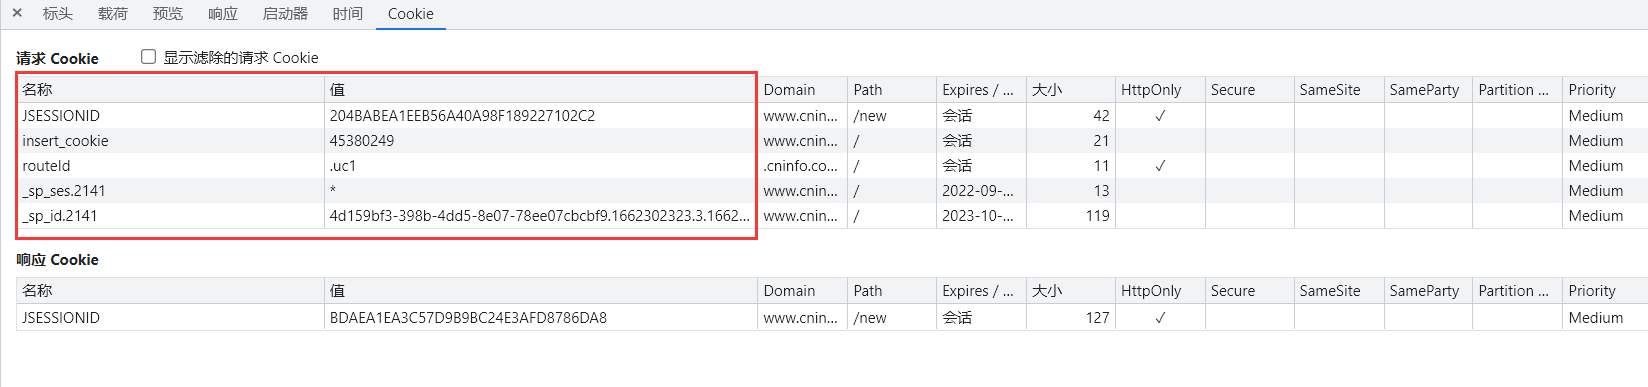 × 标头 载荷 预览 响应 启动器 时间 Cookie
请求 Cookie 显示滤除的请求 Cookie
名称 值 Domain Path Expires / ... 大小 HttpOnly Secure SameSite SameParty Partition ... Priority
JSESSIONID 204BABEA1EEB56A40A98F189227102C2 www.cnin... /new 会话 42 ✓ Medium
insert_cookie 45380249 www.cnin... / 会话 21 Medium
routeId .uc1 .cninfo.co... / 会话 11 ✓ Medium
_sp_ses.2141 * www.cnin... / 2022-09-... 13 Medium
_sp_id.2141 4d159bf3-398b-4dd5-8e07-78ee07cbcbf9.1662302323.3.1662... www.cnin... / 2023-10-... 119 Medium
响应 Cookie
名称 值 Domain Path Expires / ... 大小 HttpOnly Secure SameSite SameParty Partition ... Priority
JSESSIONID BDAEA1EA3C57D9B9BC24E3AFD8786DA8 www.cnin... /new 会话 127 ✓ Medium